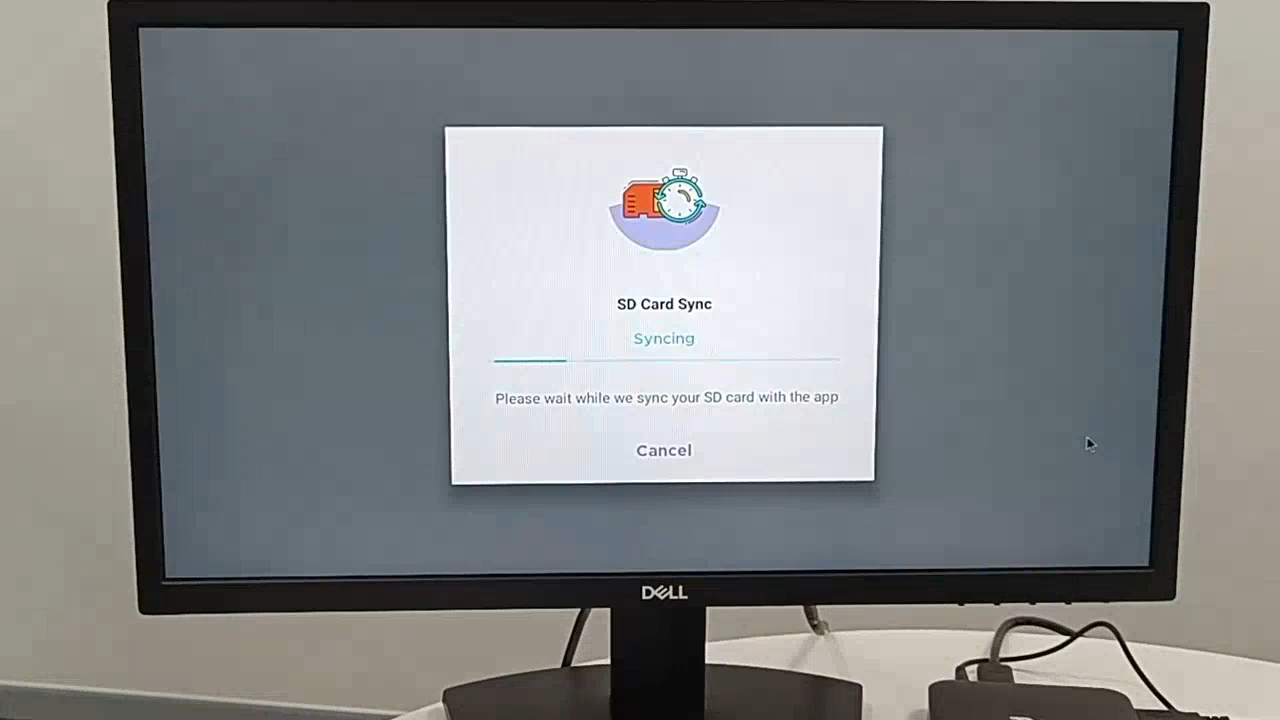 SD Card Sync
Syncing
Please wait while we sync your SD card with the app
Cancel
DELL